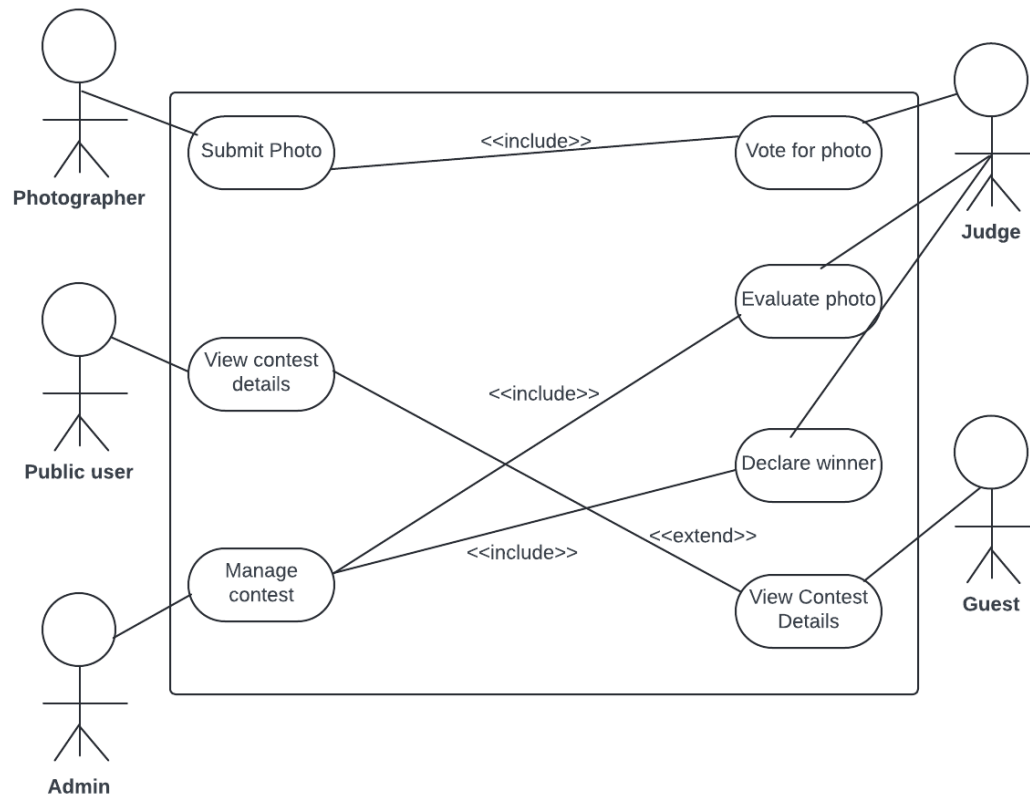 Submit Photo
<<include>>
Vote for photo
Photographer
Judge
Evaluate photo
View contest
details
<<include>>
Public user
Declare winner
<<extend>>
<<include>>
Manage
contest
View Contest
Details
Guest
Admin